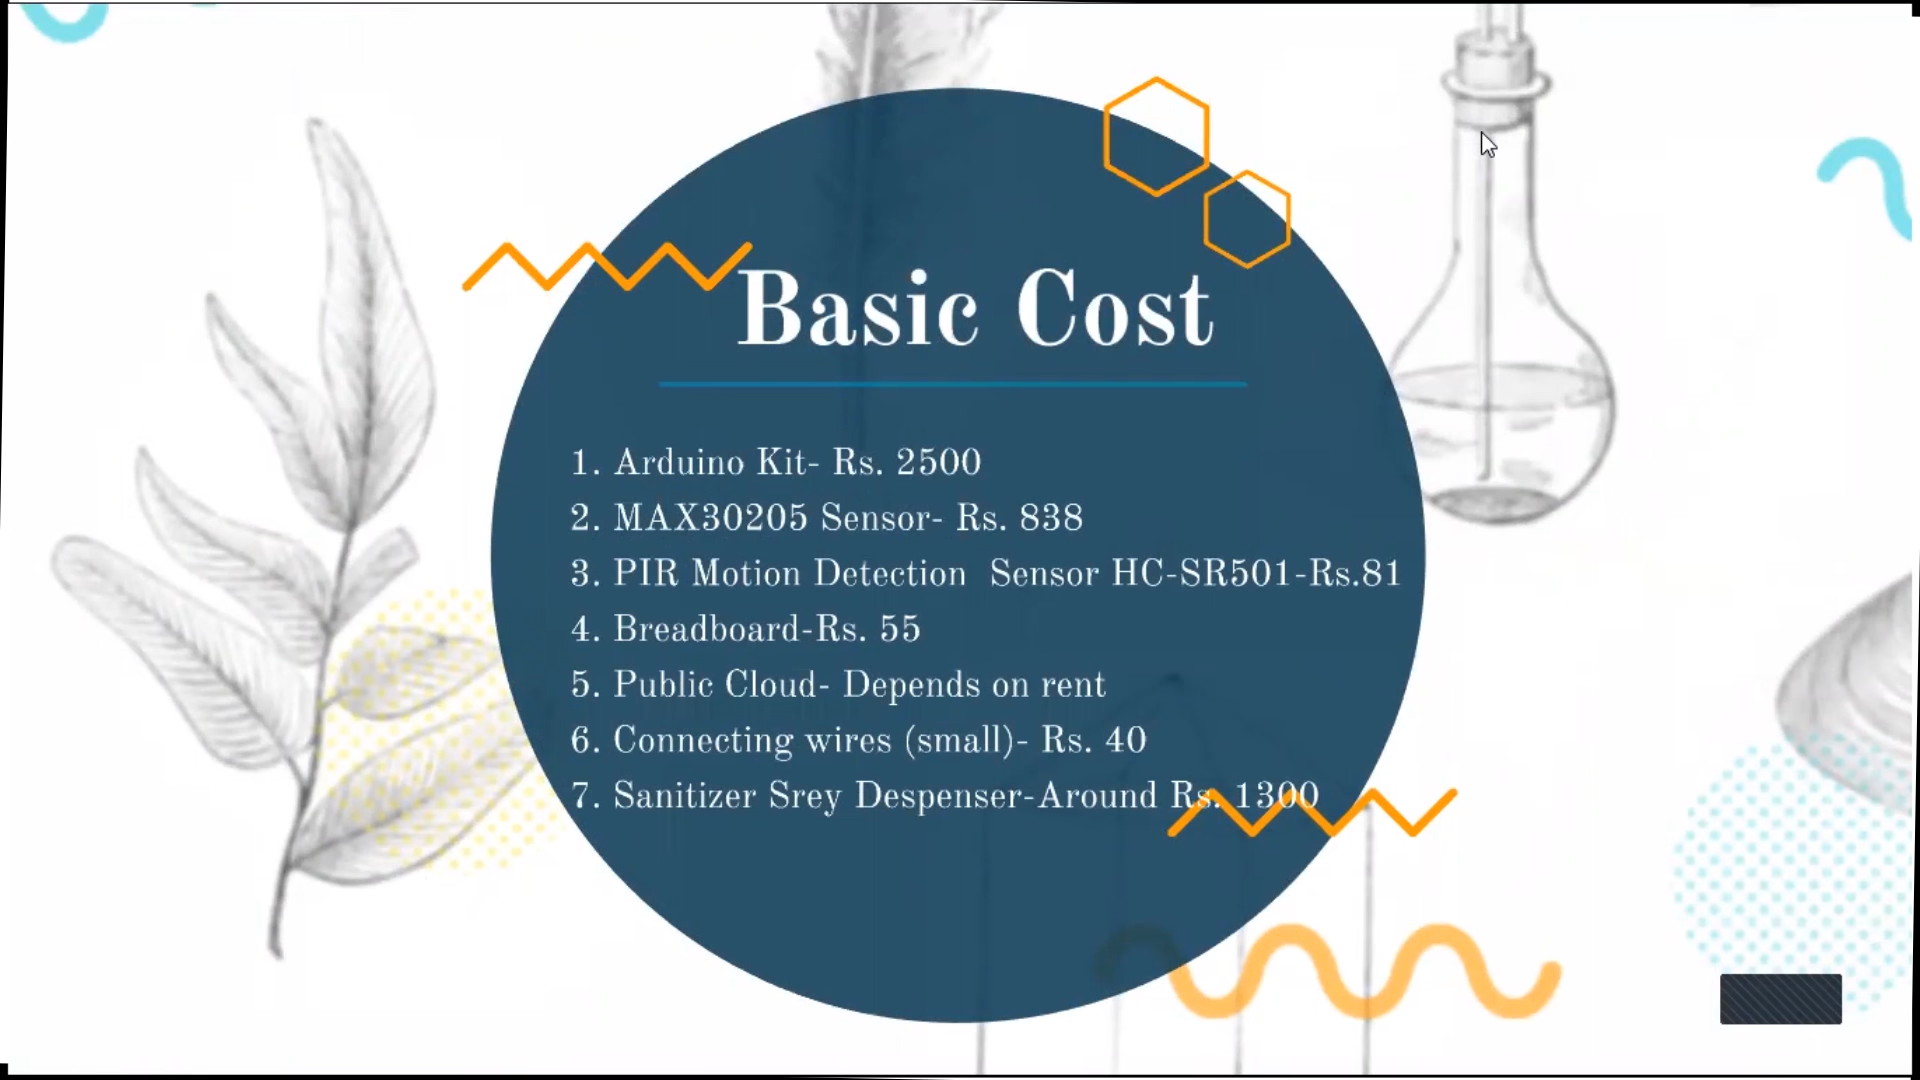 Basic Cost
1. Arduino Kit- Rs. 2500
2. MAX30205 Sensor- Rs. 838
3. PIR Motion Detection  Sensor HC-SR501-Rs.81
4. Breadboard-Rs. 55
5. Public Cloud- Depends on rent
6. Connecting wires (small)- Rs. 40
7. Sanitizer Srey Despenser-Around Rs. 1300